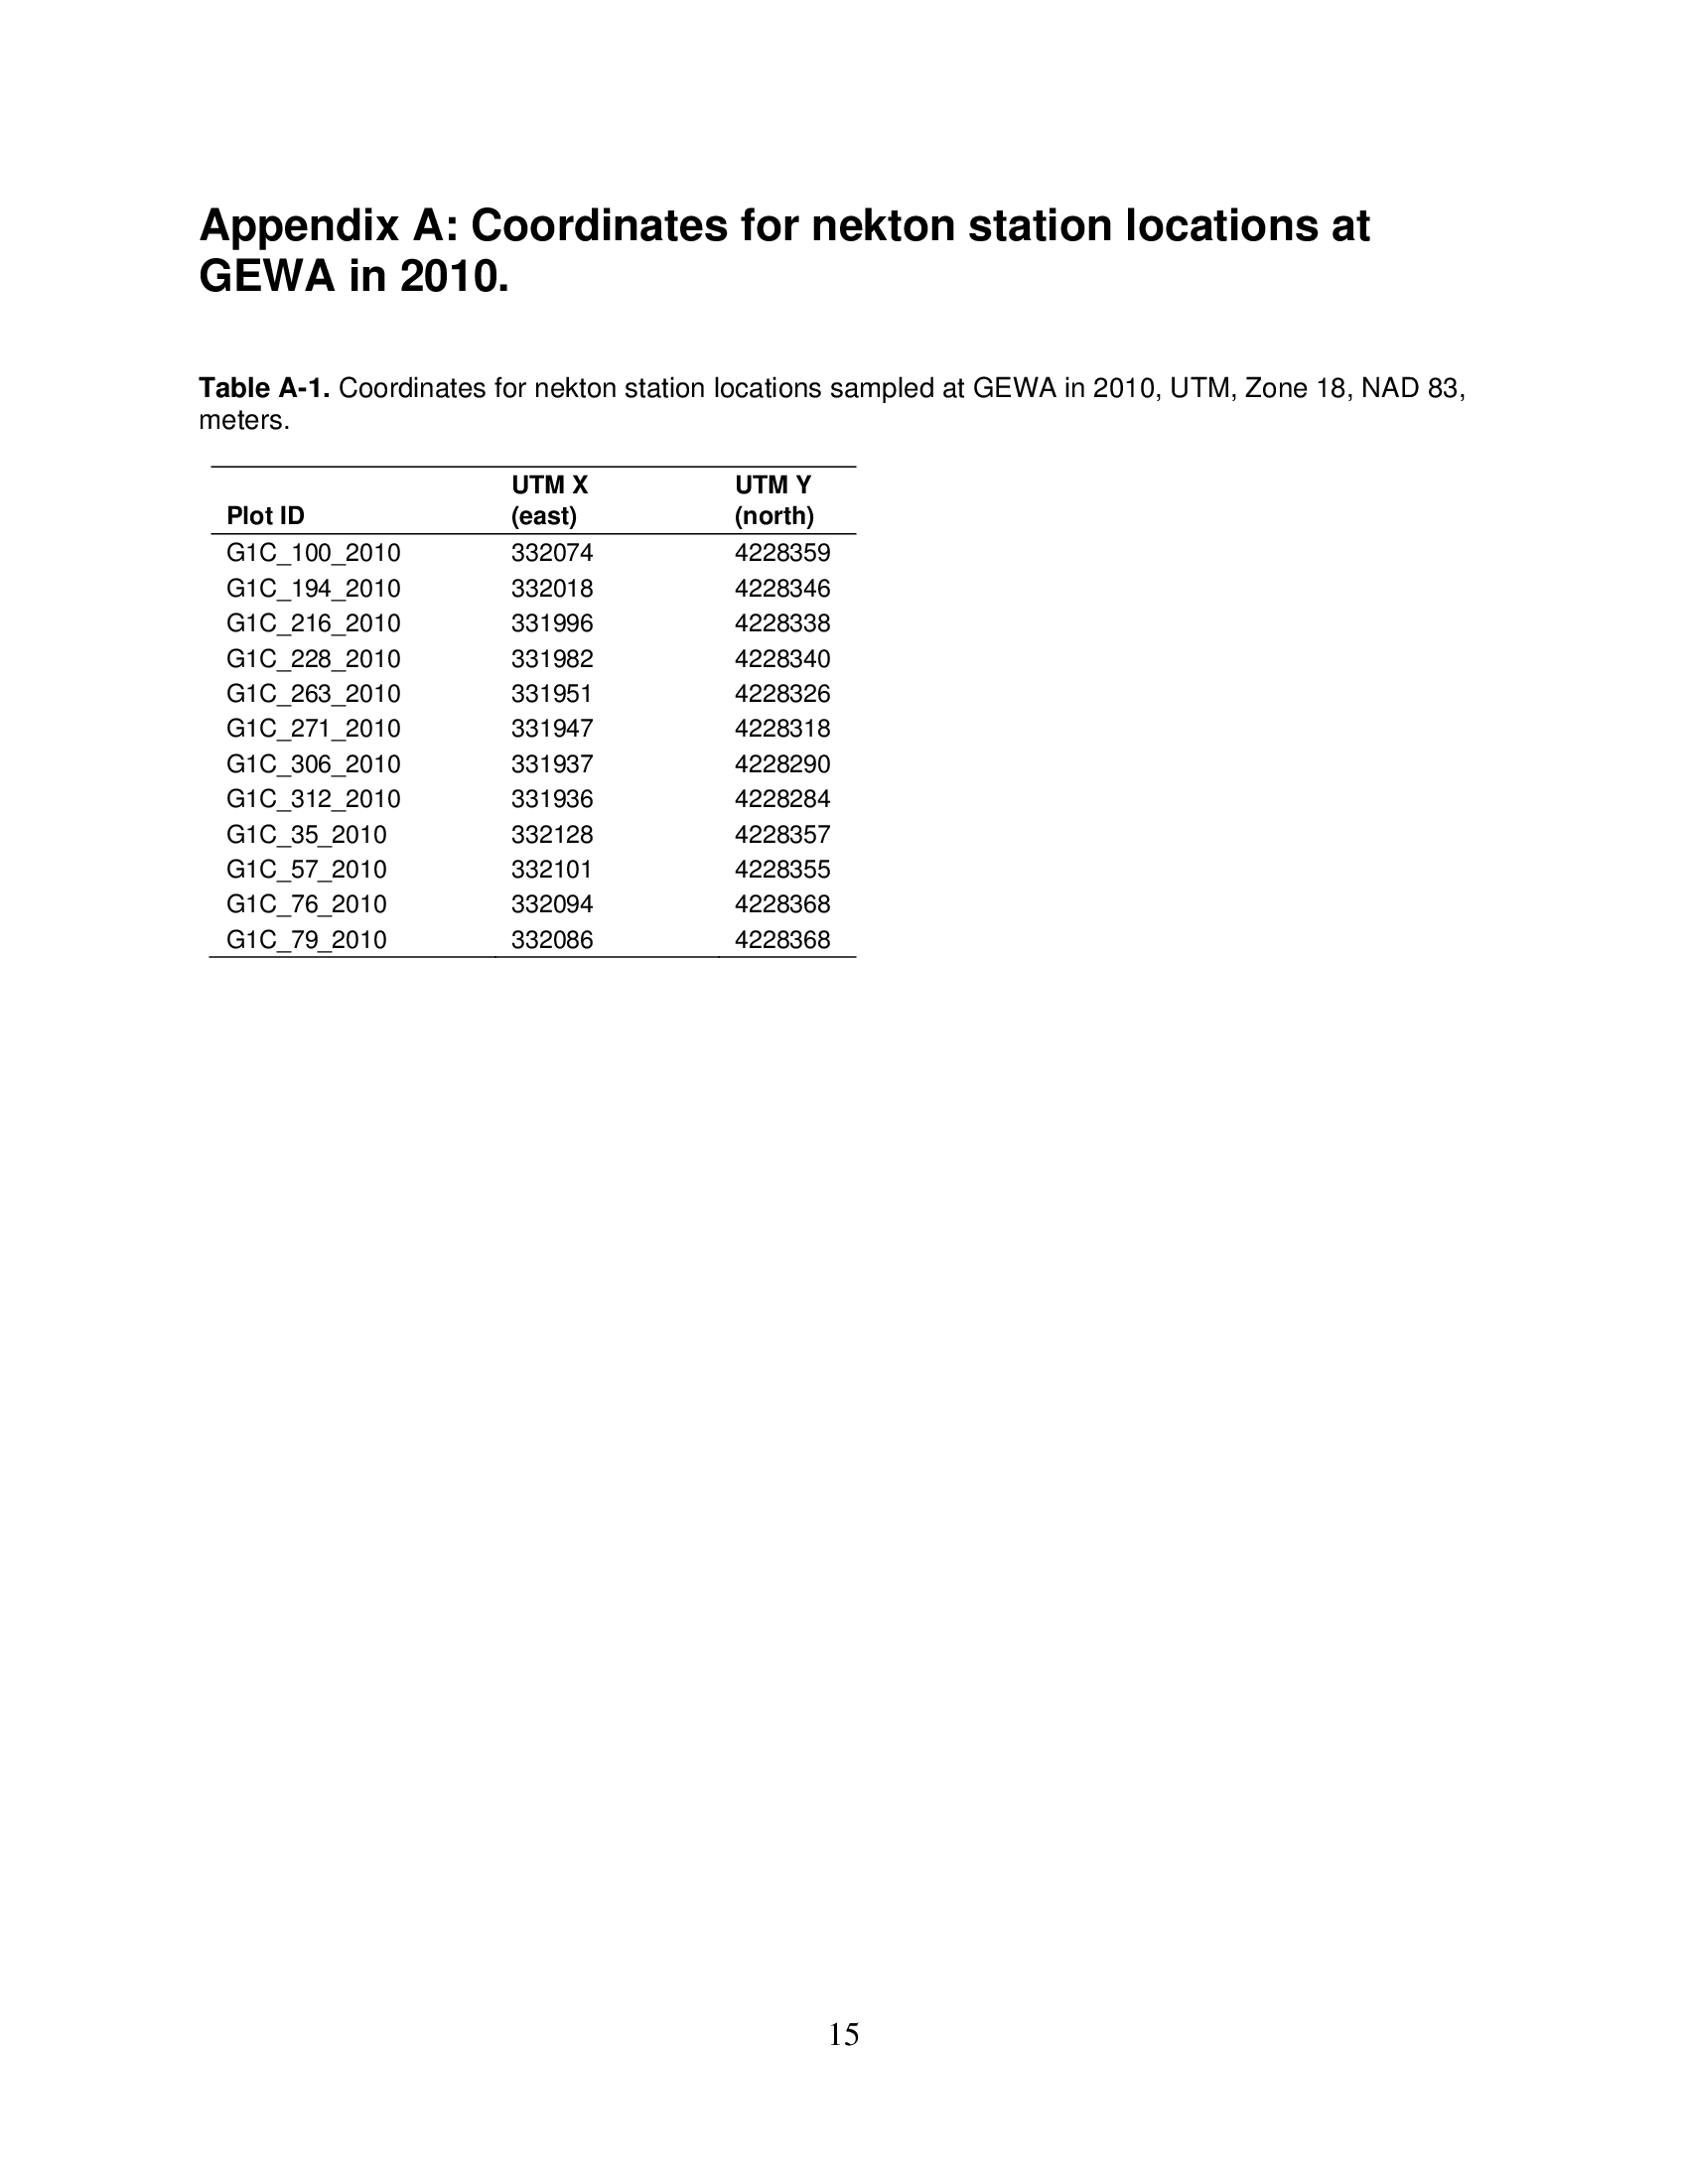 Appendix A: Coordinates for nekton station locations at
GEWA in 2010.
Table A-1. Coordinates for nekton station locations sampled at GEWA in 2010, UTM, Zone 18, NAD 83,
meters.
UTM X UTM Y
Plot ID (east) (north)
G1C_100_2010 332074 4228359
G1C_194_2010 332018 4228346
G1C_216_2010 331996 4228338
G1C_228_2010 331982 4228340
G1C_263_2010 331951 4228326
G1C_271_2010 331947 4228318
G1C_306_2010 331937 4228290
G1C_312_2010 331936 4228284
G1C_35_2010 332128 4228357
G1C_57_2010 332101 4228355
G1C_76_2010 332094 4228368
G1C_79_2010 332086 4228368
15